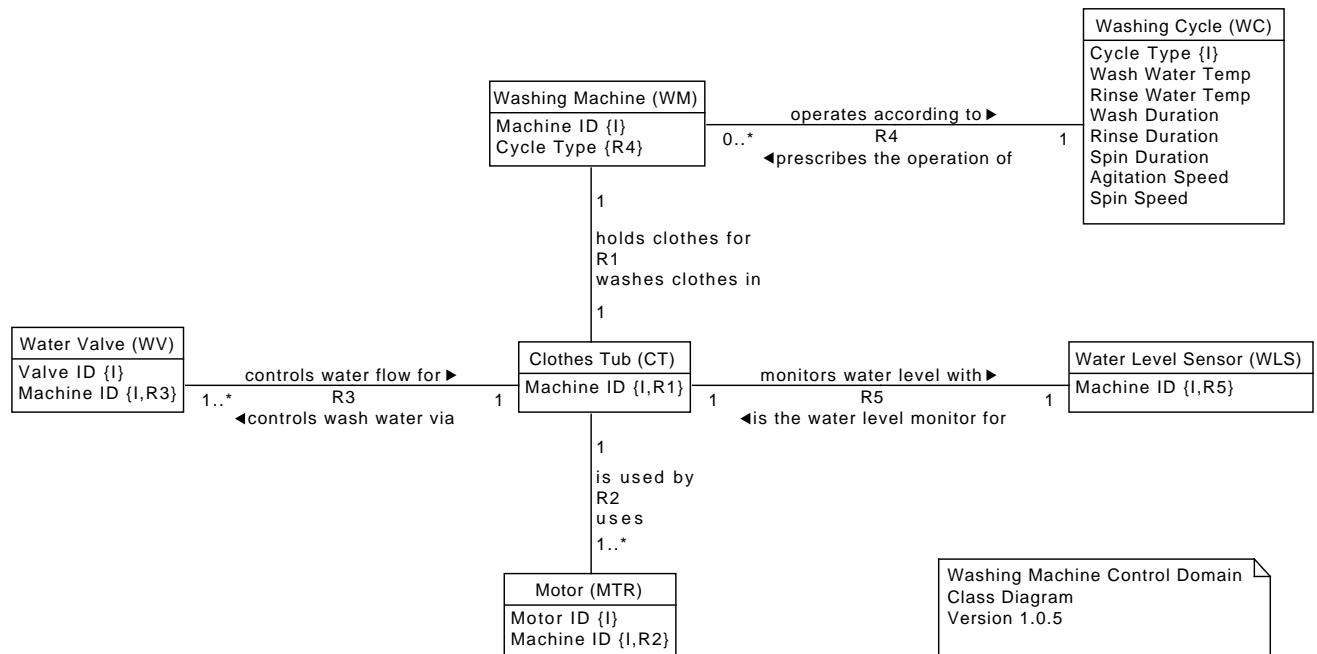 Washing Cycle (WC)
Cycle Type {I}
Wash Water Temp
Rinse Water Temp
Wash Duration
Rinse Duration
Spin Duration
Agitation Speed
Spin Speed
Washing Machine (WM)
Machine ID {I}
Cycle Type {R4}
operates according to ►
0..*
R4
1
◄prescribes the operation of
1
holds clothes for
R1
washes clothes in
1
Water Valve (WV)
Valve ID {I}
Machine ID {I,R3}
controls water flow for ►
1..*
R3
1
◄controls wash water via
Clothes Tub (CT)
Machine ID {I,R1}
monitors water level with ►
1
R5
1
◄is the water level monitor for
Water Level Sensor (WLS)
Machine ID {I,R5}
1
is used by
R2
uses
1..*
Motor (MTR)
Motor ID {I}
Machine ID {I,R2}
Washing Machine Control Domain
Class Diagram
Version 1.0.5